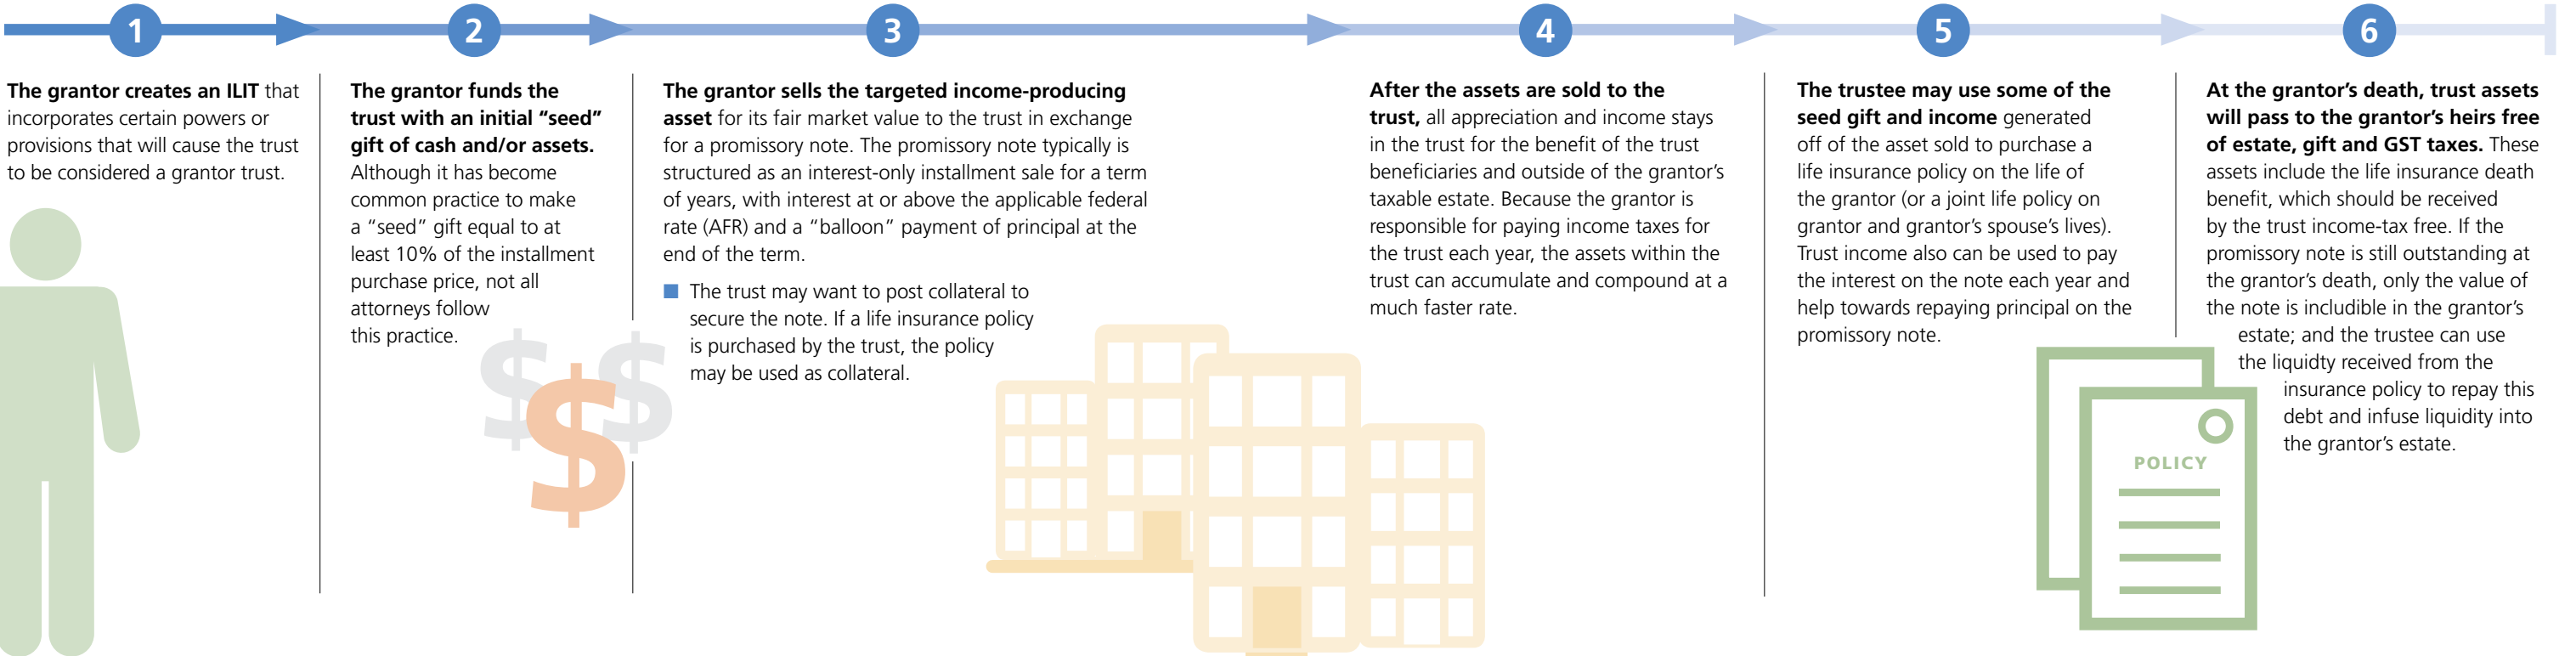 1
The grantor creates an ILIT that
incorporates certain powers or
provisions that will cause the trust
to be considered a grantor trust.
2
The grantor funds the
trust with an initial “seed”
gift of cash and/or assets.
Although it has become
common practice to make
a “seed” gift equal to at
least 10% of the installment
purchase price, not all
attorneys follow
this practice.
$ $ $
3
The grantor sells the targeted income-producing
asset for its fair market value to the trust in exchange
for a promissory note. The promissory note typically is
structured as an interest-only installment sale for a term
of years, with interest at or above the applicable federal
rate (AFR) and a “balloon” payment of principal at the
end of the term.
The trust may want to post collateral to
secure the note. If a life insurance policy
is purchased by the trust, the policy
may be used as collateral.
4
After the assets are sold to the
trust, all appreciation and income stays
in the trust for the benefit of the trust
beneficiaries and outside of the grantor’s
taxable estate. Because the grantor is
responsible for paying income taxes for
the trust each year, the assets within the
trust can accumulate and compound at a
much faster rate.
5
The trustee may use some of the
seed gift and income generated
off of the asset sold to purchase a
life insurance policy on the life of
the grantor (or a joint life policy on
grantor and grantor’s spouse’s lives).
Trust income also can be used to pay
the interest on the note each year and
help towards repaying principal on the
promissory note.
POLICY
6
At the grantor’s death, trust assets
will pass to the grantor’s heirs free
of estate, gift and GST taxes. These
assets include the life insurance death
benefit, which should be received
by the trust income-tax free. If the
promissory note is still outstanding at
the grantor’s death, only the value of
the note is includible in the grantor’s
estate; and the trustee can use
the liquidty received from the
insurance policy to repay this
debt and infuse liquidity into
the grantor’s estate.